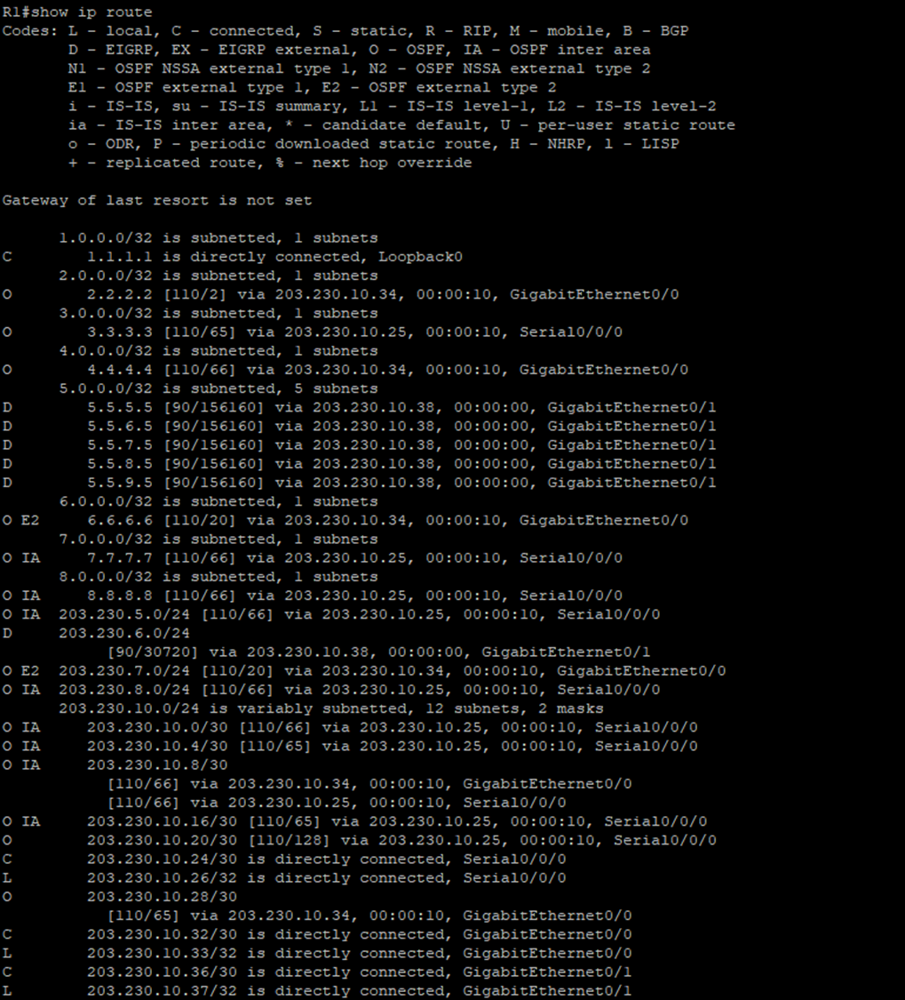 R1#show ip route
Codes: L - local, C - connected, S - static, R - RIP, M - mobile, B - BGP
       D - EIGRP, EX - EIGRP external, O - OSPF, IA - OSPF inter area
       N1 - OSPF NSSA external type 1, N2 - OSPF NSSA external type 2
       E1 - OSPF external type 1, E2 - OSPF external type 2
       i - IS-IS, su - IS-IS summary, L1 - IS-IS level-1, L2 - IS-IS level-2
       ia - IS-IS inter area, * - candidate default, U - per-user static route
       o - ODR, P - periodic downloaded static route, H - NHRP, l - LISP
       + - replicated route, % - next hop override

Gateway of last resort is not set

      1.0.0.0/32 is subnetted, 1 subnets
C        1.1.1.1 is directly connected, Loopback0
      2.0.0.0/32 is subnetted, 1 subnets
O        2.2.2.2 [110/2] via 203.230.10.34, 00:00:10, GigabitEthernet0/0
      3.0.0.0/32 is subnetted, 1 subnets
O        3.3.3.3 [110/65] via 203.230.10.25, 00:00:10, Serial0/0/0
      4.0.0.0/32 is subnetted, 1 subnets
O        4.4.4.4 [110/66] via 203.230.10.34, 00:00:10, GigabitEthernet0/0
      5.0.0.0/32 is subnetted, 5 subnets
D        5.5.5.5 [90/156160] via 203.230.10.38, 00:00:00, GigabitEthernet0/1
D        5.5.6.5 [90/156160] via 203.230.10.38, 00:00:00, GigabitEthernet0/1
D        5.5.7.5 [90/156160] via 203.230.10.38, 00:00:00, GigabitEthernet0/1
D        5.5.8.5 [90/156160] via 203.230.10.38, 00:00:00, GigabitEthernet0/1
D        5.5.9.5 [90/156160] via 203.230.10.38, 00:00:00, GigabitEthernet0/1
      6.0.0.0/32 is subnetted, 1 subnets
O E2     6.6.6.6 [110/20] via 203.230.10.34, 00:00:10, GigabitEthernet0/0
      7.0.0.0/32 is subnetted, 1 subnets
O IA     7.7.7.7 [110/66] via 203.230.10.25, 00:00:10, Serial0/0/0
      8.0.0.0/32 is subnetted, 1 subnets
O IA     8.8.8.8 [110/66] via 203.230.10.25, 00:00:10, Serial0/0/0
O IA  203.230.5.0/24 [110/66] via 203.230.10.25, 00:00:10, Serial0/0/0
D     203.230.6.0/24
           [90/30720] via 203.230.10.38, 00:00:00, GigabitEthernet0/1
O E2  203.230.7.0/24 [110/20] via 203.230.10.34, 00:00:10, GigabitEthernet0/0
O IA  203.230.8.0/24 [110/66] via 203.230.10.25, 00:00:10, Serial0/0/0
      203.230.10.0/24 is variably subnetted, 12 subnets, 2 masks
O IA     203.230.10.0/30 [110/66] via 203.230.10.25, 00:00:10, Serial0/0/0
O IA     203.230.10.4/30 [110/65] via 203.230.10.25, 00:00:10, Serial0/0/0
O IA     203.230.10.8/30
           [110/66] via 203.230.10.34, 00:00:10, GigabitEthernet0/0
           [110/66] via 203.230.10.25, 00:00:10, Serial0/0/0
O IA     203.230.10.16/30 [110/65] via 203.230.10.25, 00:00:10, Serial0/0/0
O        203.230.10.20/30 [110/128] via 203.230.10.25, 00:00:10, Serial0/0/0
C        203.230.10.24/30 is directly connected, Serial0/0/0
L        203.230.10.26/32 is directly connected, Serial0/0/0
O        203.230.10.28/30
           [110/65] via 203.230.10.34, 00:00:10, GigabitEthernet0/0
C        203.230.10.32/30 is directly connected, GigabitEthernet0/0
L        203.230.10.33/32 is directly connected, GigabitEthernet0/0
C        203.230.10.36/30 is directly connected, GigabitEthernet0/1
L        203.230.10.37/32 is directly connected, GigabitEthernet0/1